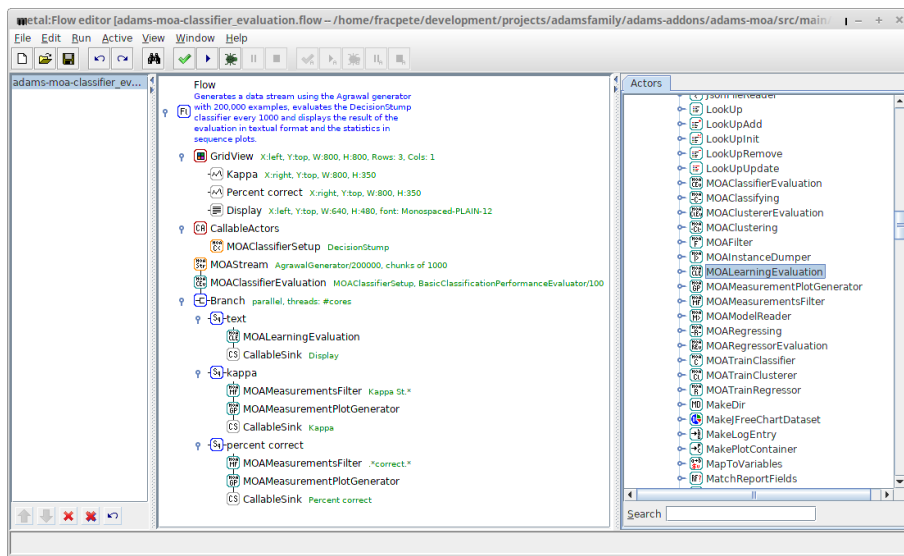 metal:Flow editor [adams-moa-classifier_evaluation.flow - /home/fracpete/development/projects/adamsfamily/adams-addons/adams-moa/src/main/
File Edit Run Active View Window Help
adams-moa-classifier_ev...
Flow
Generates a data stream using the Agrawal generator
with 200,000 examples, evaluates the DecisionStump
classifier every 1000 and displays the result of the
evaluation in textual format and the statistics in
sequence plots.
GridView X:left, Y:top, W:800, H:800, Rows: 3, Cols: 1
Kappa X:right, Y:top, W:800, H:350
Percent correct X:right, Y:top, W:800, H:350
Display X:left, Y:top, W:640, H:480, font: Monospaced-PLAIN-12
CallableActors
MOAClassifierSetup DecisionStump
MOAStream AgrawalGenerator/200000, chunks of 1000
MOAClassifierEvaluation MOAClassifierSetup, BasicClassificationPerformanceEvaluator/100
Branch parallel, threads: #cores
text
MOALearningEvaluation
CallableSink Display
kappa
MOAMeasurementsFilter Kappa St.*
MOAMeasurementPlotGenerator
CallableSink Kappa
percent correct
MOAMeasurementsFilter .*correct.*
MOAMeasurementPlotGenerator
CallableSink Percent correct
Actors
JsonFileReader
LookUp
LookUpAdd
LookUpInit
LookUpRemove
LookUpUpdate
MOAClassifierEvaluation
MOAClassifying
MOAClustererEvaluation
MOAClustering
MOAFilter
MOAInstanceDumper
MOALearningEvaluation
MOAMeasurementPlotGenerator
MOAMeasurementsFilter
MOAModelReader
MOARegressing
MOARegressorEvaluation
MOATrainClassifier
MOATrainClusterer
MOATrainRegressor
MakeDir
MakeJFreeChartDataset
MakeLogEntry
MakePlotContainer
MapToVariables
MatchReportFields
Search